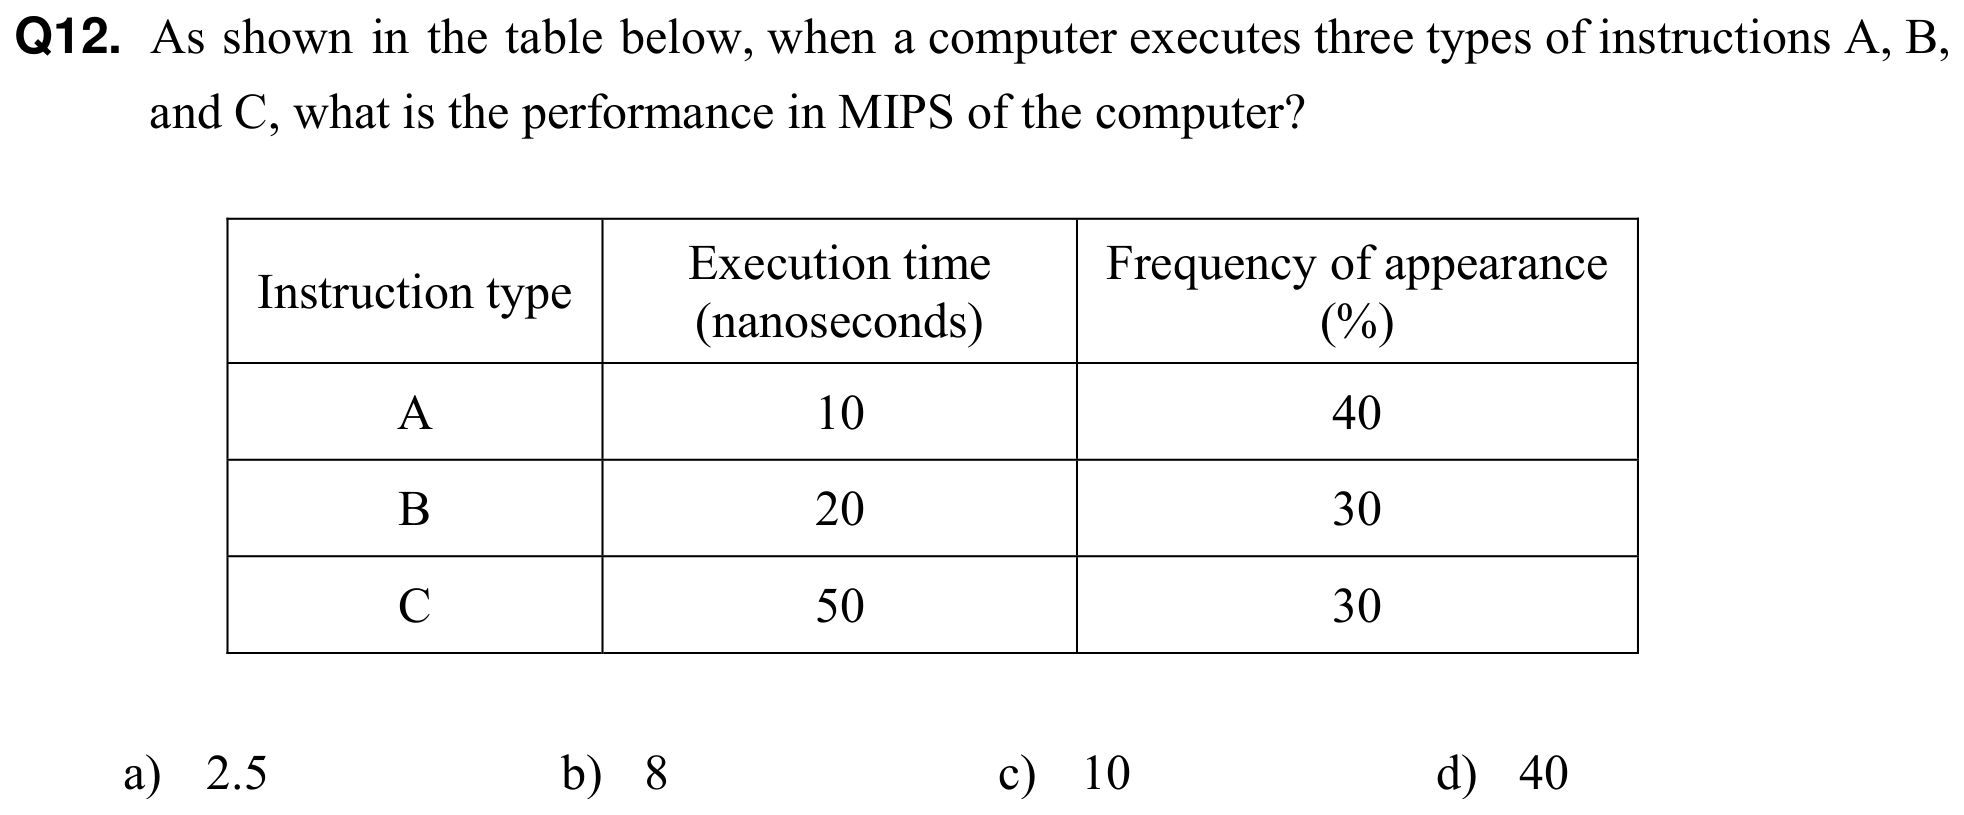 Q12. As shown in the table below, when a computer executes three types of instructions A, B,
and C, what is the performance in MIPS of the computer?
Instruction type Execution time (nanoseconds) Frequency of appearance (%)
A 10 40
B 20 30
C 50 30
a) 2.5 b) 8 c) 10 d) 40